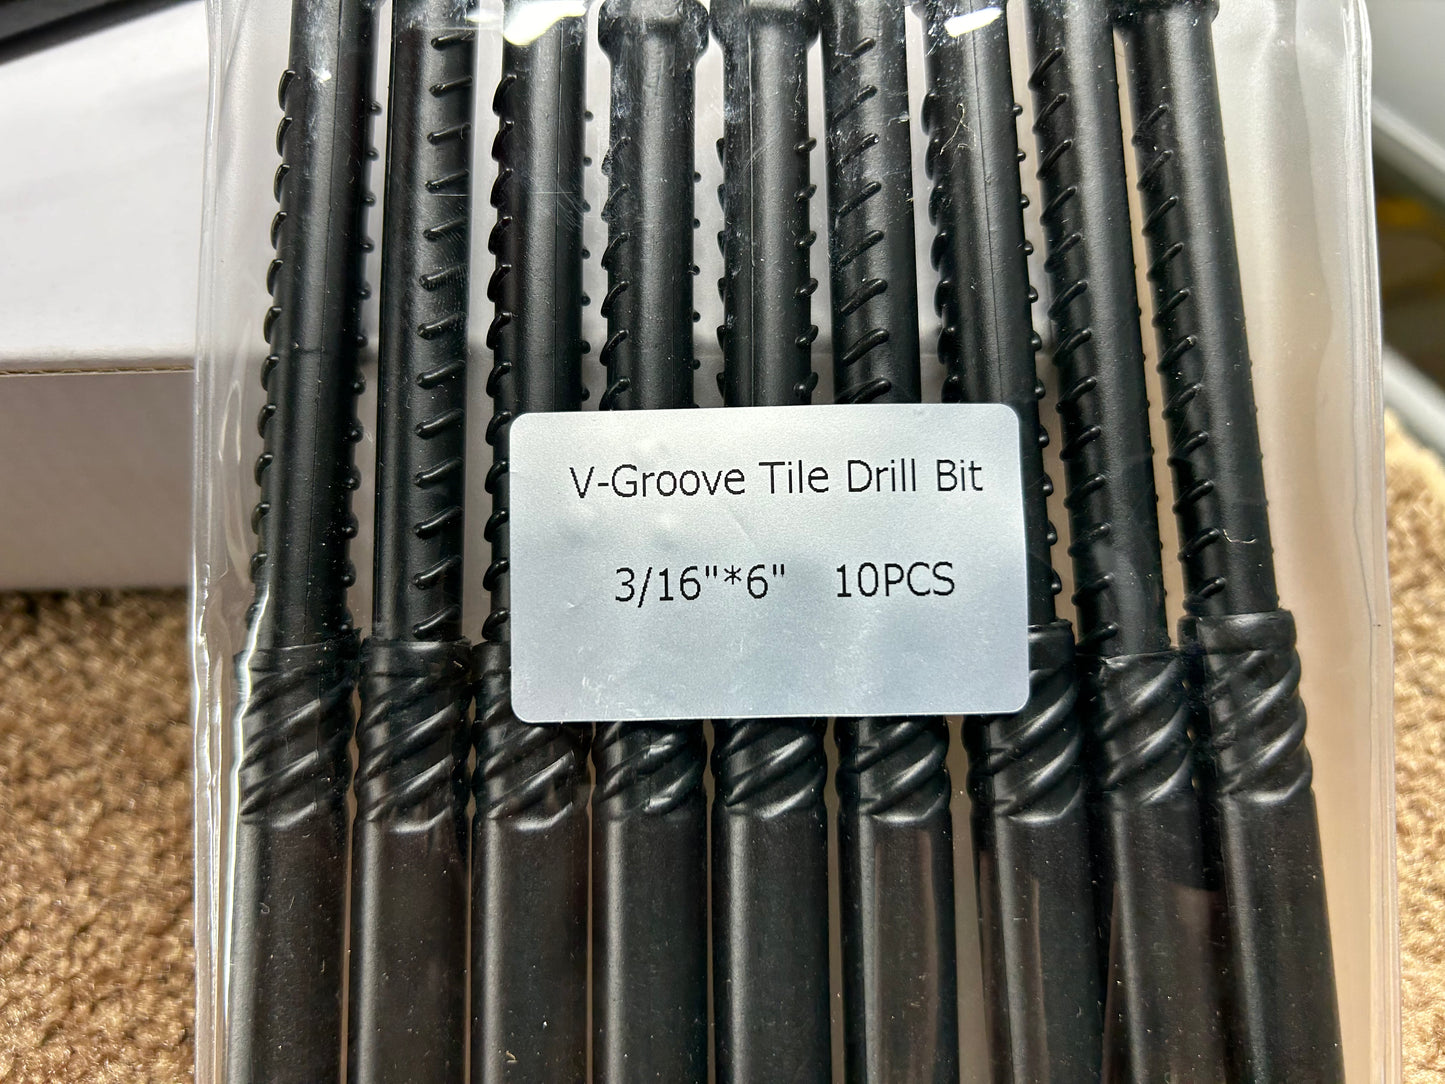 V-Groove Tile Drill Bit
3/16"*6" 10PCS